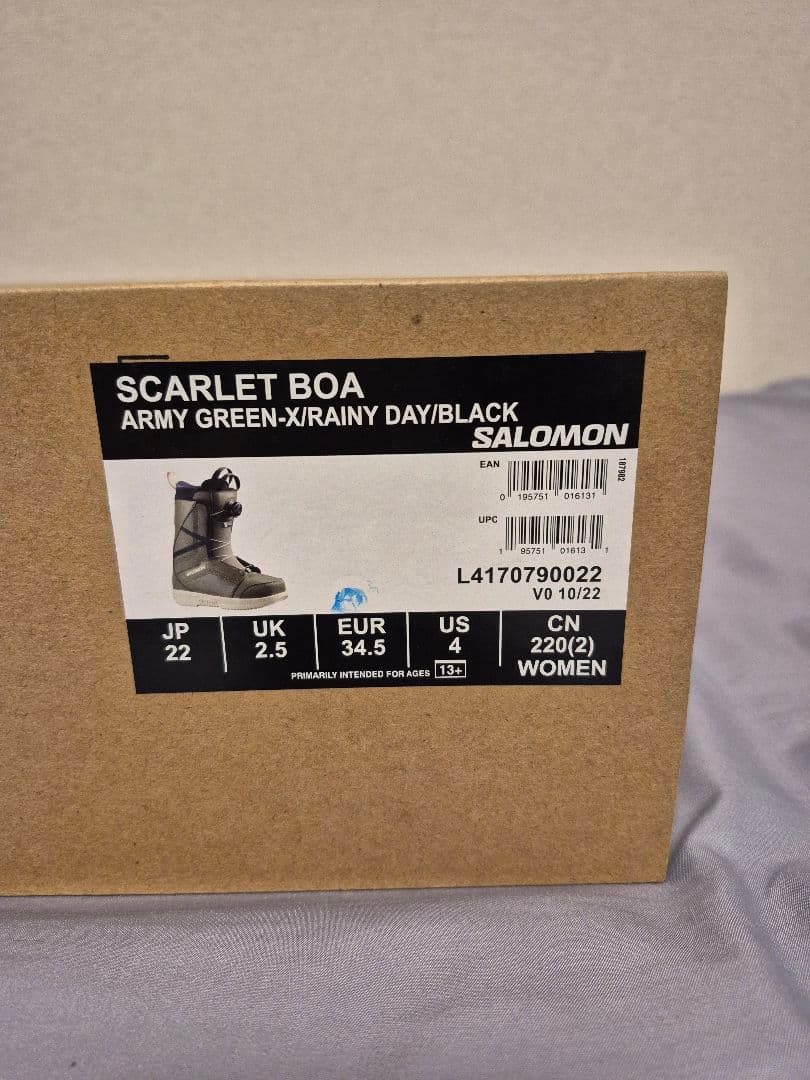 SCARLET BOA
ARMY GREEN-X/RAINY DAY/BLACK
SALOMON
EAN
0 195751 016131
187982
UPC
1 95751 01613 1
L4170790022
V0 10/22
JP UK EUR US CN
22 2.5 34.5 4 220(2)
WOMEN
PRIMARILY INTENDED FOR AGES 13+